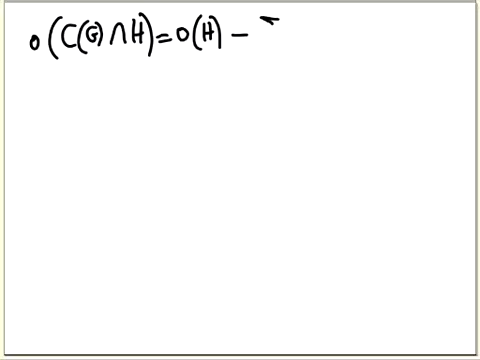 o(C(G) ∩ H) = o(H) −